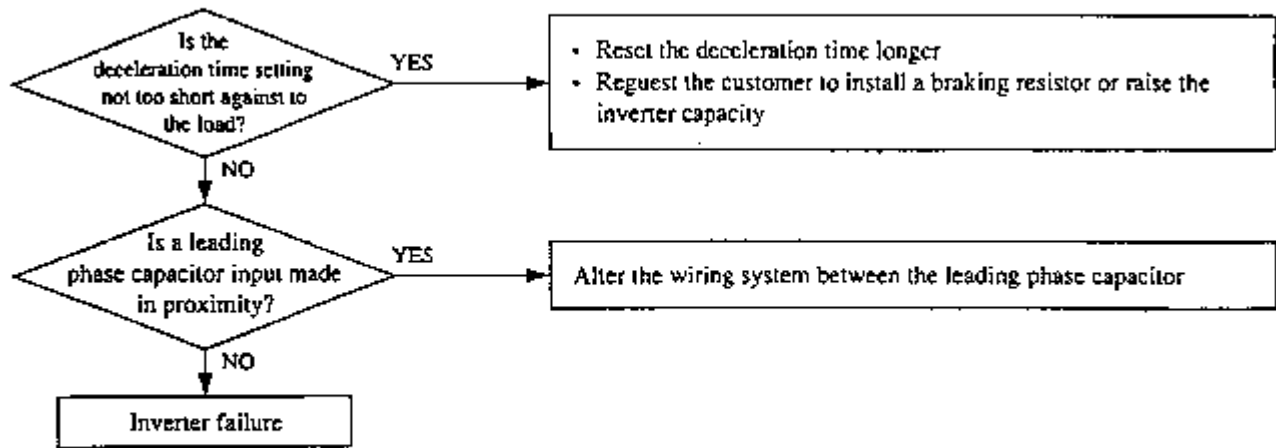 Is the
deceleration time setting
not too short against to
the load?
YES
• Reset the deceleration time longer
• Reguest the customer to install a braking resistor or raise the
inverter capacity
NO
Is a leading
phase capacitor input made
in proximity?
YES
Alter the wiring system between the leading phase capacitor
NO
Inverter failure